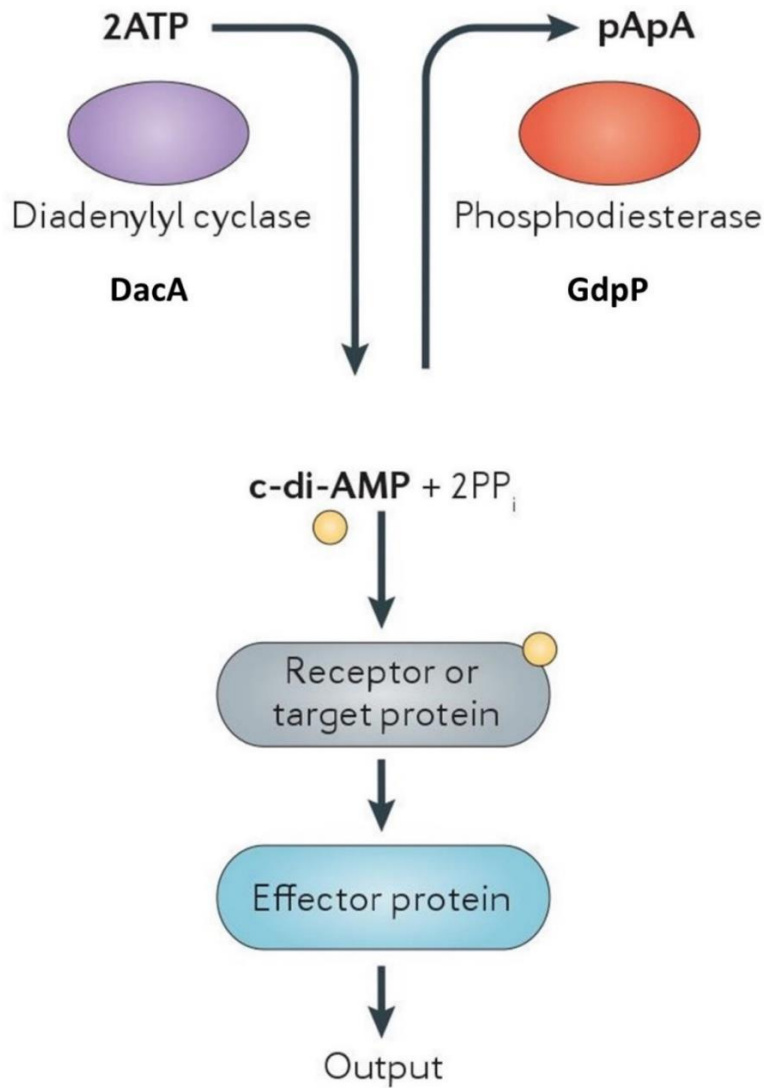 2ATP
pApA
Diadenylyl cyclase
Phosphodiesterase
DacA
GdpP
c-di-AMP + 2PPi
Receptor or
target protein
Effector protein
Output